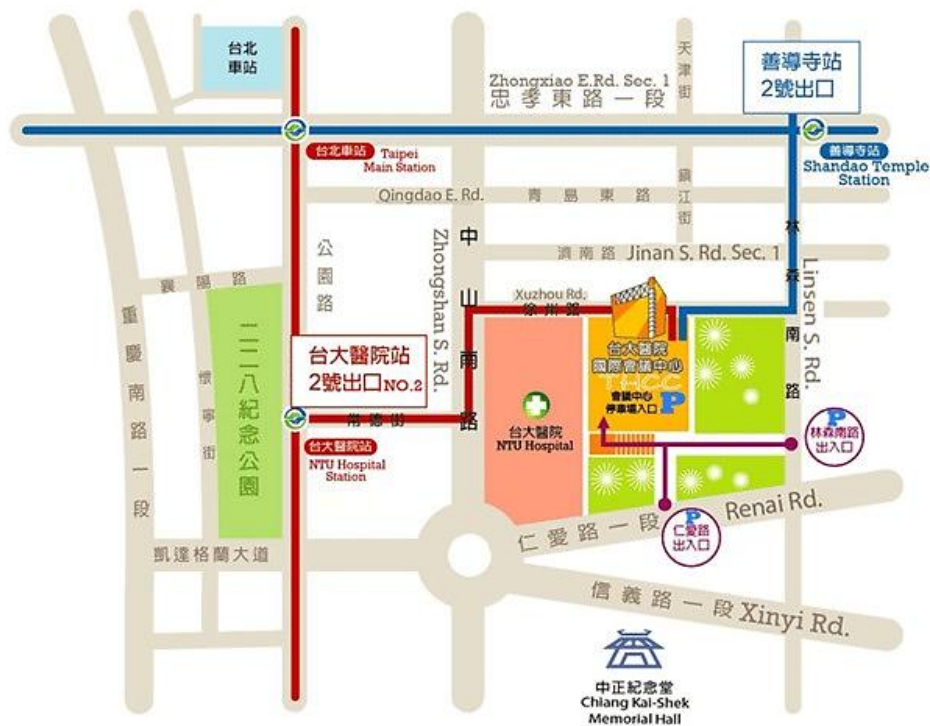 台北
車站
Zhongxiao E.Rd. Sec. 1
忠孝東路一段
天津街
善導寺站
2號出口
台北車站
Taipei
Main Station
善導寺站
Shandao Temple
Station
Qingdao E. Rd.
青島東路
鎮江街
公園路
Zhongshan S. Rd.
中山南路
濟南路
Jinan S. Rd. Sec. 1
林森南路
Linsen S. Rd.
襄陽路
重慶南路一段
懷寧街
二二八紀念公園
Xuzhou Rd.
徐州路
台大醫院
國際會議中心
THCC
會議中心
停車場入口 P
台大醫院站
2號出口NO.2
常德街
台大醫院站
NTU Hospital
Station
台大醫院
NTU Hospital
P
林森南路
出入口
P
仁愛路
出入口
仁愛路一段
Renai Rd.
凱達格蘭大道
信義路一段 Xinyi Rd.
中正紀念堂
Chiang Kai-Shek
Memorial Hall